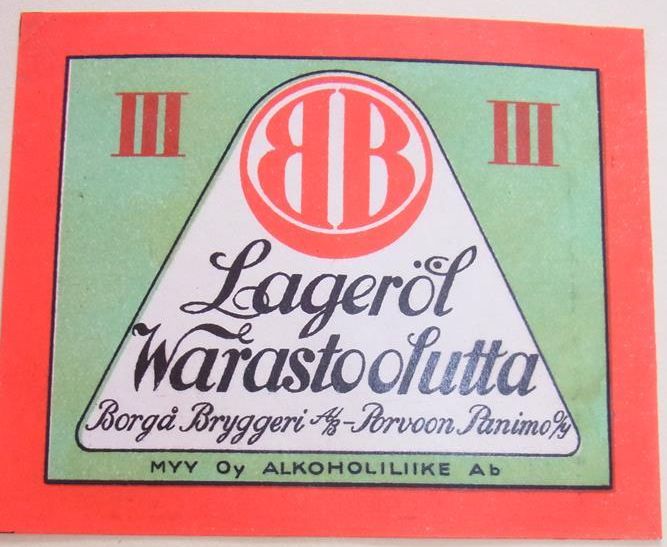 III III
BB
Lageröl
Warastoolutta
Borgå Bryggeri A/B - Porvoon Panimo O/Y
MYY Oy ALKOHOLILIIKE Ab